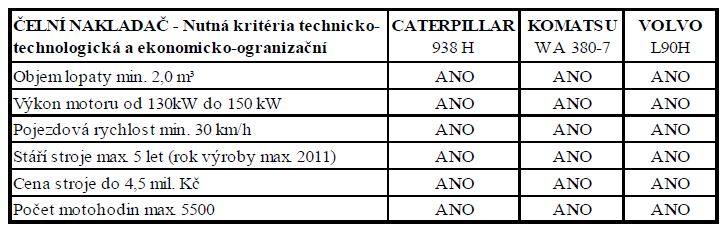 ČELNÍ NAKLADAČ - Nutná kritéria technicko- CATERPILLAR KOMATSU VOLVO
technologická a ekonomicko-ogranizační 938 H WA 380-7 L90H
Objem lopaty min. 2,0 m³ ANO ANO ANO
Výkon motoru od 130kW do 150 kW ANO ANO ANO
Pojezdová rychlost min. 30 km/h ANO ANO ANO
Stáří stroje max. 5 let (rok výroby max. 2011) ANO ANO ANO
Cena stroje do 4,5 mil. Kč ANO ANO ANO
Počet motohodin max. 5500 ANO ANO ANO